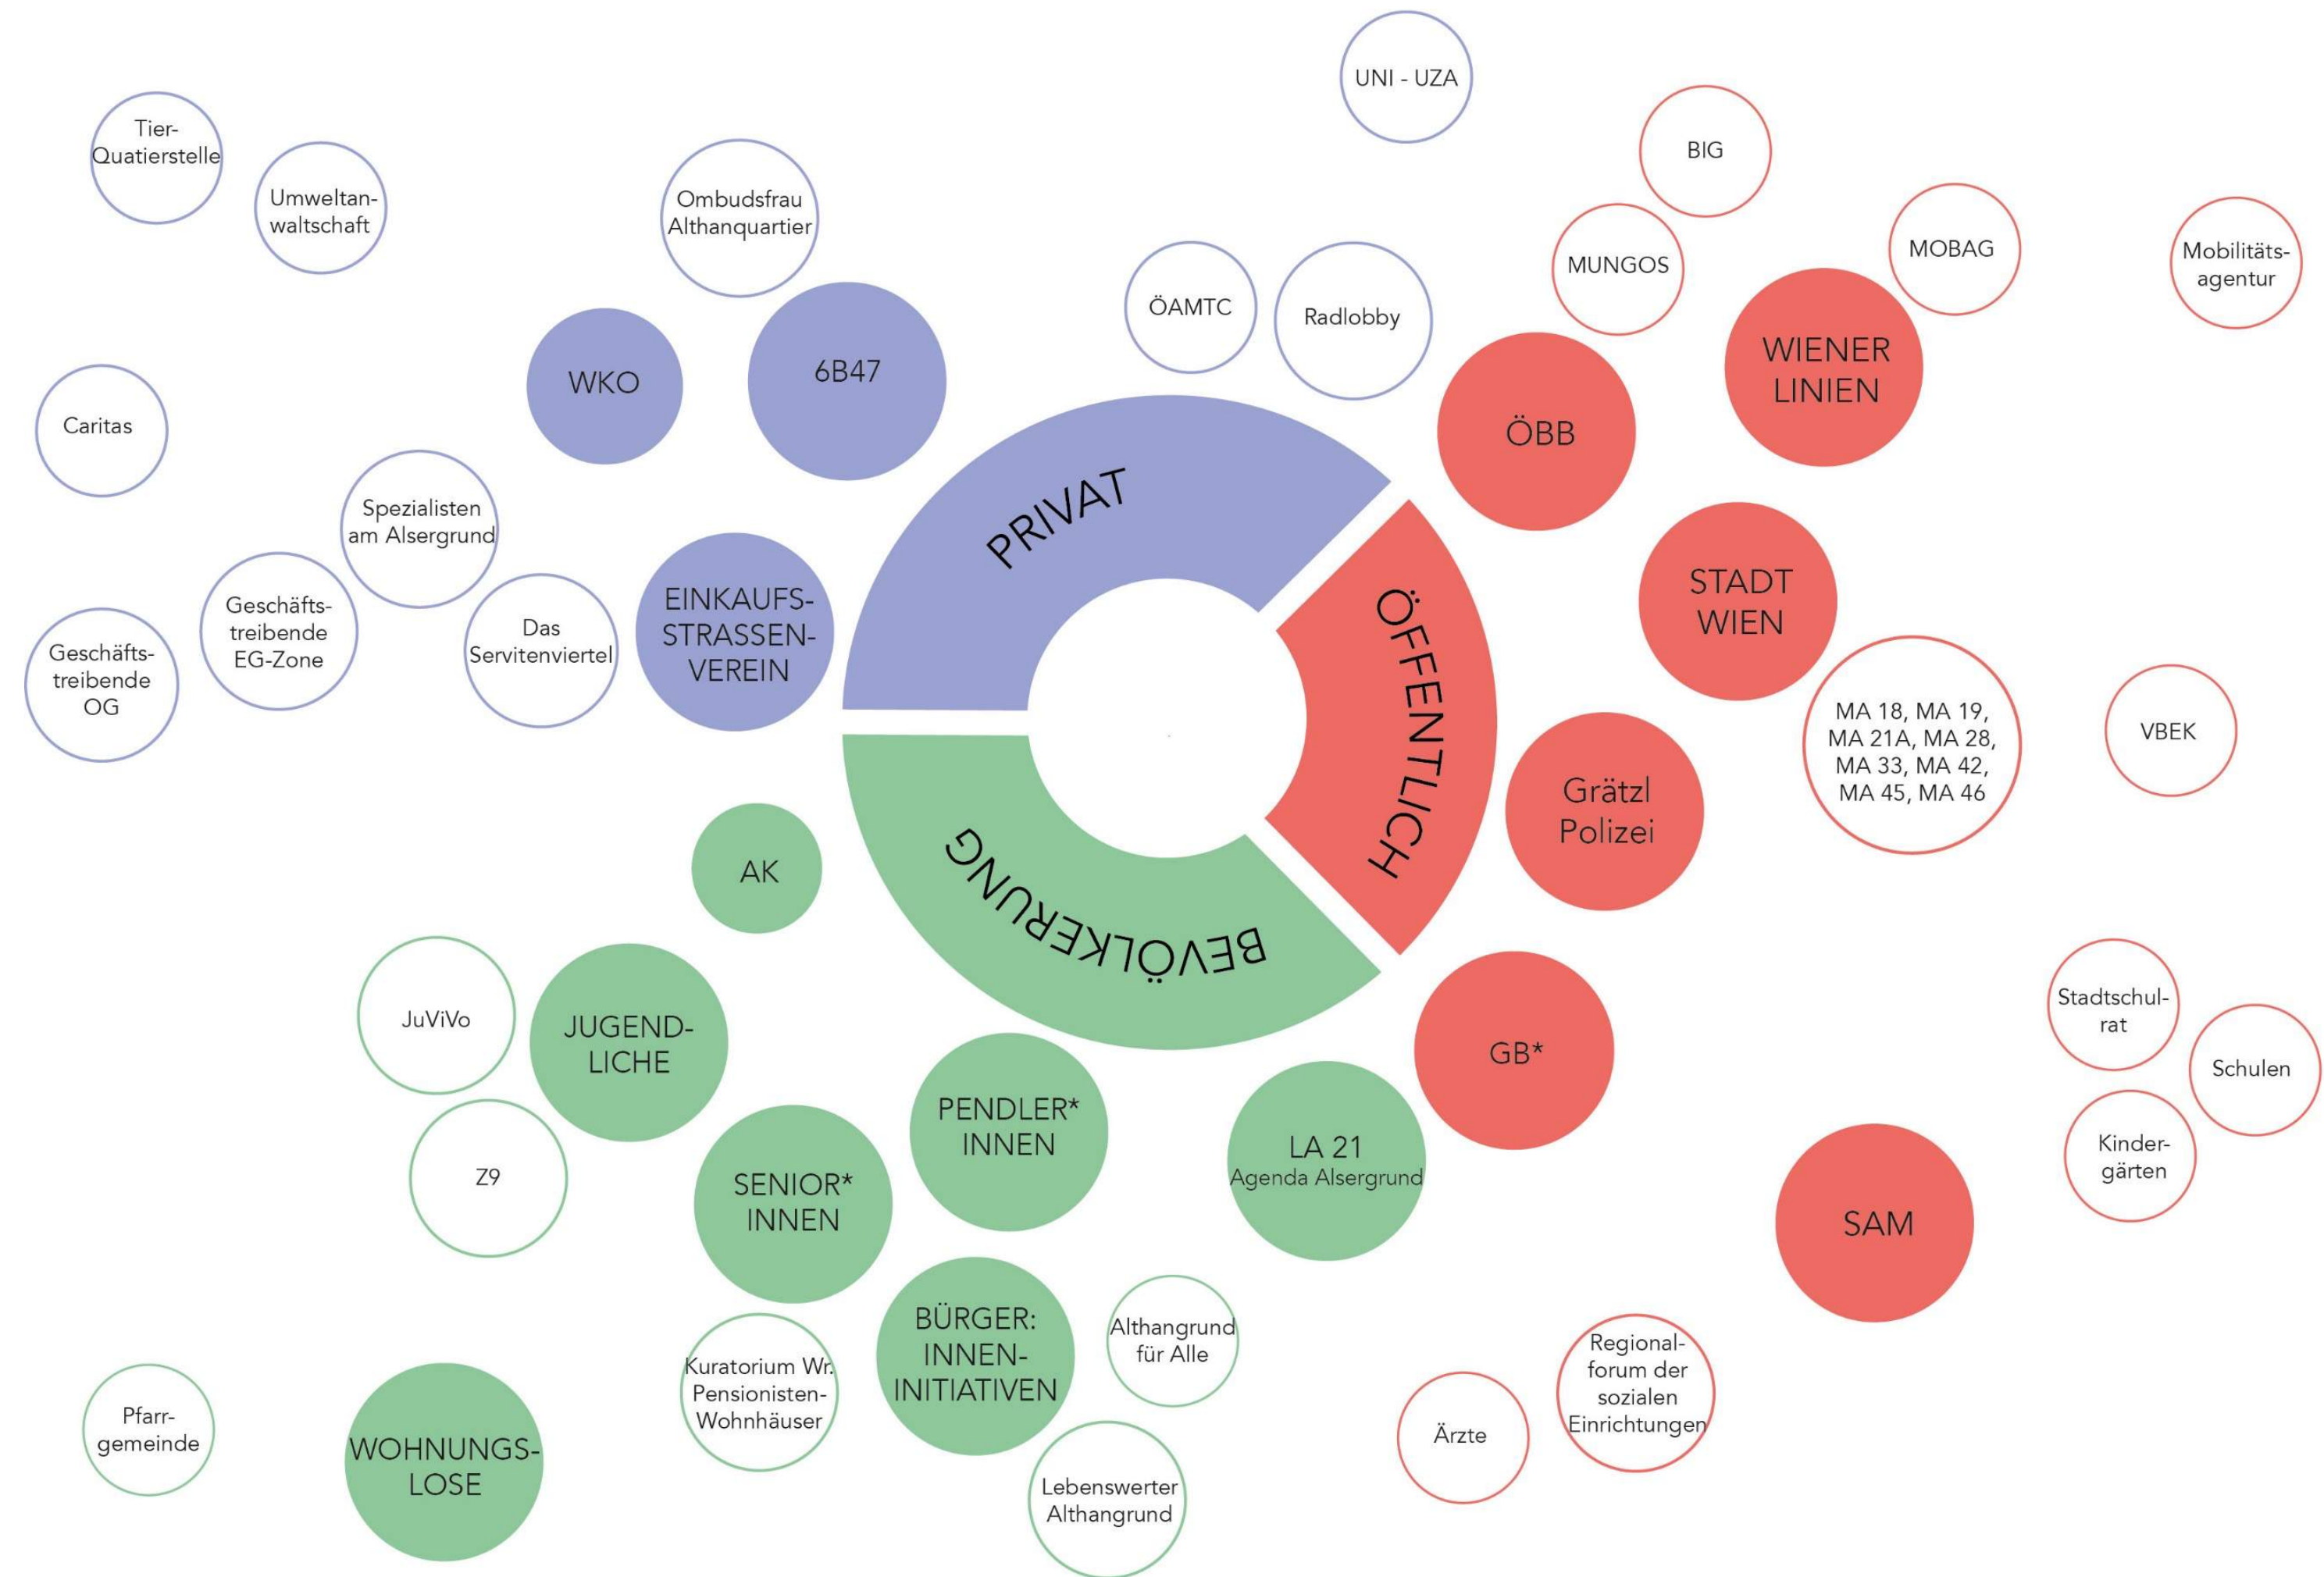 UNI - UZA
Tier-
Quatierstelle
Umweltan-
waltschaft
Ombudsfrau
Althanquartier
BIG
MUNGOS
MOBAG
Mobilitäts-
agentur
ÖAMTC
Radlobby
WKO
6B47
ÖBB
WIENER
LINIEN
Caritas
Spezialisten
am Alsergrund
Geschäfts-
treibende
EG-Zone
Geschäfts-
treibende
OG
Das
Servitenviertel
EINKAUFS-
STRASSEN-
VEREIN
PRIVAT
ÖFFENTLICH
BEVÖLKERUNG
STADT
WIEN
MA 18, MA 19,
MA 21A, MA 28,
MA 33, MA 42,
MA 45, MA 46
VBEK
Grätzl
Polizei
AK
JuViVo
JUGEND-
LICHE
Z9
SENIOR*
INNEN
PENDLER*
INNEN
LA 21
Agenda Alsergrund
GB*
Stadtschul-
rat
Schulen
Kinder-
gärten
SAM
Pfarr-
gemeinde
WOHNUNGS-
LOSE
Kuratorium Wr.
Pensionisten-
Wohnhäuser
BÜRGER:
INNEN-
INITIATIVEN
Althangrund
für Alle
Lebenswerter
Althangrund
Ärzte
Regional-
forum der
sozialen
Einrichtungen